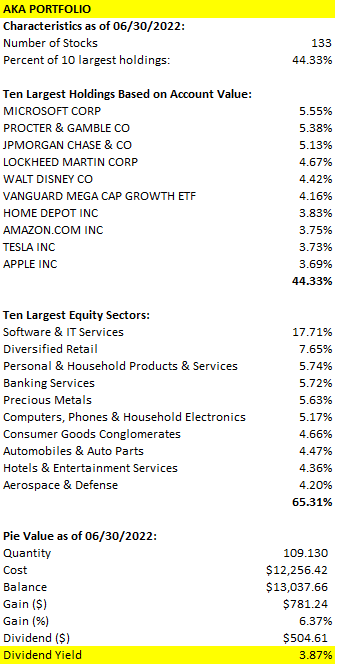 AKA PORTFOLIO
Characteristics as of 06/30/2022:
Number of Stocks 133
Percent of 10 largest holdings: 44.33%
Ten Largest Holdings Based on Account Value:
MICROSOFT CORP 5.55%
PROCTER & GAMBLE CO 5.38%
JPMORGAN CHASE & CO 5.13%
LOCKHEED MARTIN CORP 4.67%
WALT DISNEY CO 4.42%
VANGUARD MEGA CAP GROWTH ETF 4.16%
HOME DEPOT INC 3.83%
AMAZON.COM INC 3.75%
TESLA INC 3.73%
APPLE INC 3.69%
44.33%
Ten Largest Equity Sectors:
Software & IT Services 17.71%
Diversified Retail 7.65%
Personal & Household Products & Services 5.74%
Banking Services 5.72%
Precious Metals 5.63%
Computers, Phones & Household Electronics 5.17%
Consumer Goods Conglomerates 4.66%
Automobiles & Auto Parts 4.47%
Hotels & Entertainment Services 4.36%
Aerospace & Defense 4.20%
65.31%
Pie Value as of 06/30/2022:
Quantity 109.130
Cost $12,256.42
Balance $13,037.66
Gain ($) $781.24
Gain (%) 6.37%
Dividend ($) $504.61
Dividend Yield 3.87%